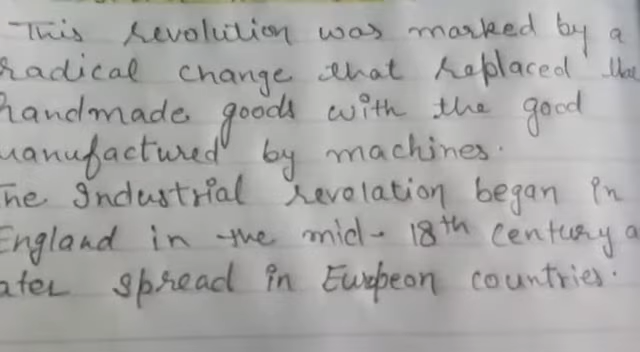 This revolution was marked by a
radical change that replaced the
handmade goods with the good
manufactured by machines.
The Industrial revolation began in
England in the mid- 18th century a
ater spread in Eurpeon countries.